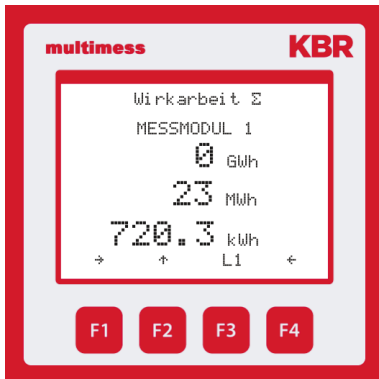 multimess KBR
Wirkarbeit Σ
MESSMODUL 1
0 GWh
23 MWh
720.3 kWh
→ ↑ L1 ←
F1 F2 F3 F4